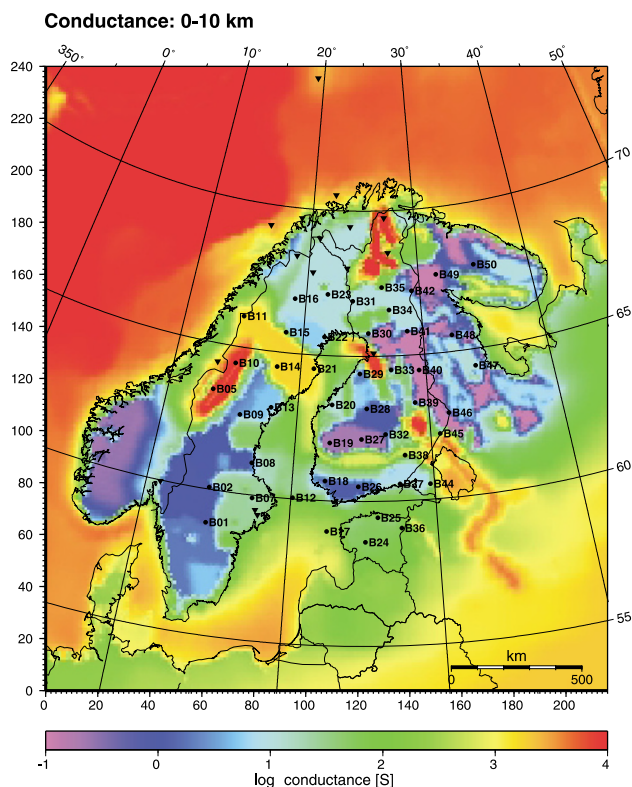 Conductance: 0-10 km
350° 0° 10° 20° 30° 40° 50°
240
220
200
180
160
140
120
100
80
60
40
20
0
70
65
60
55
B50
B49
B16 B23 B35 B42
B31
B11 B34
B15 B22 B30 B41 B48
B10 B14 B21 B29 B33 B40 B47
B05
B09 B13 B20 B28 B39 B46
B19 B27 B32 B45
B08 B38
B02 B18 B26 B37 B44
B07 B12
B01 B17 B25 B36
B24
km
0 500
0 20 40 60 80 100 120 140 160 180 200
-1 0 1 2 3 4
log conductance [S]